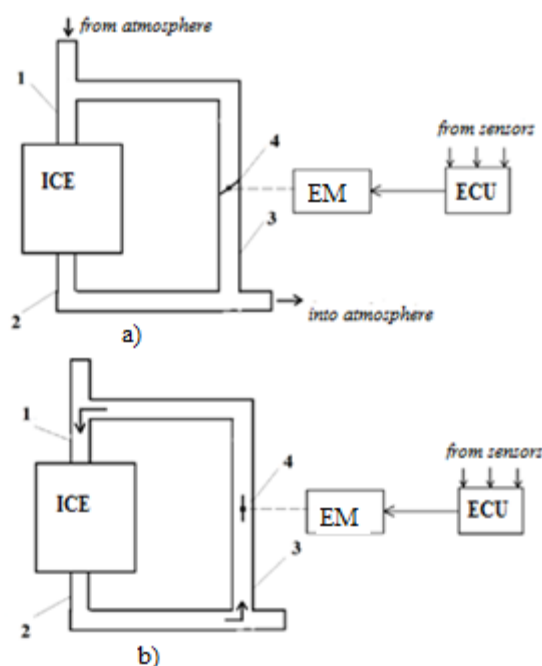 from atmosphere
1
4
from sensors
ICE
EM
ECU
3
2
into atmosphere
a)
1
4
from sensors
ICE
EM
ECU
3
2
b)